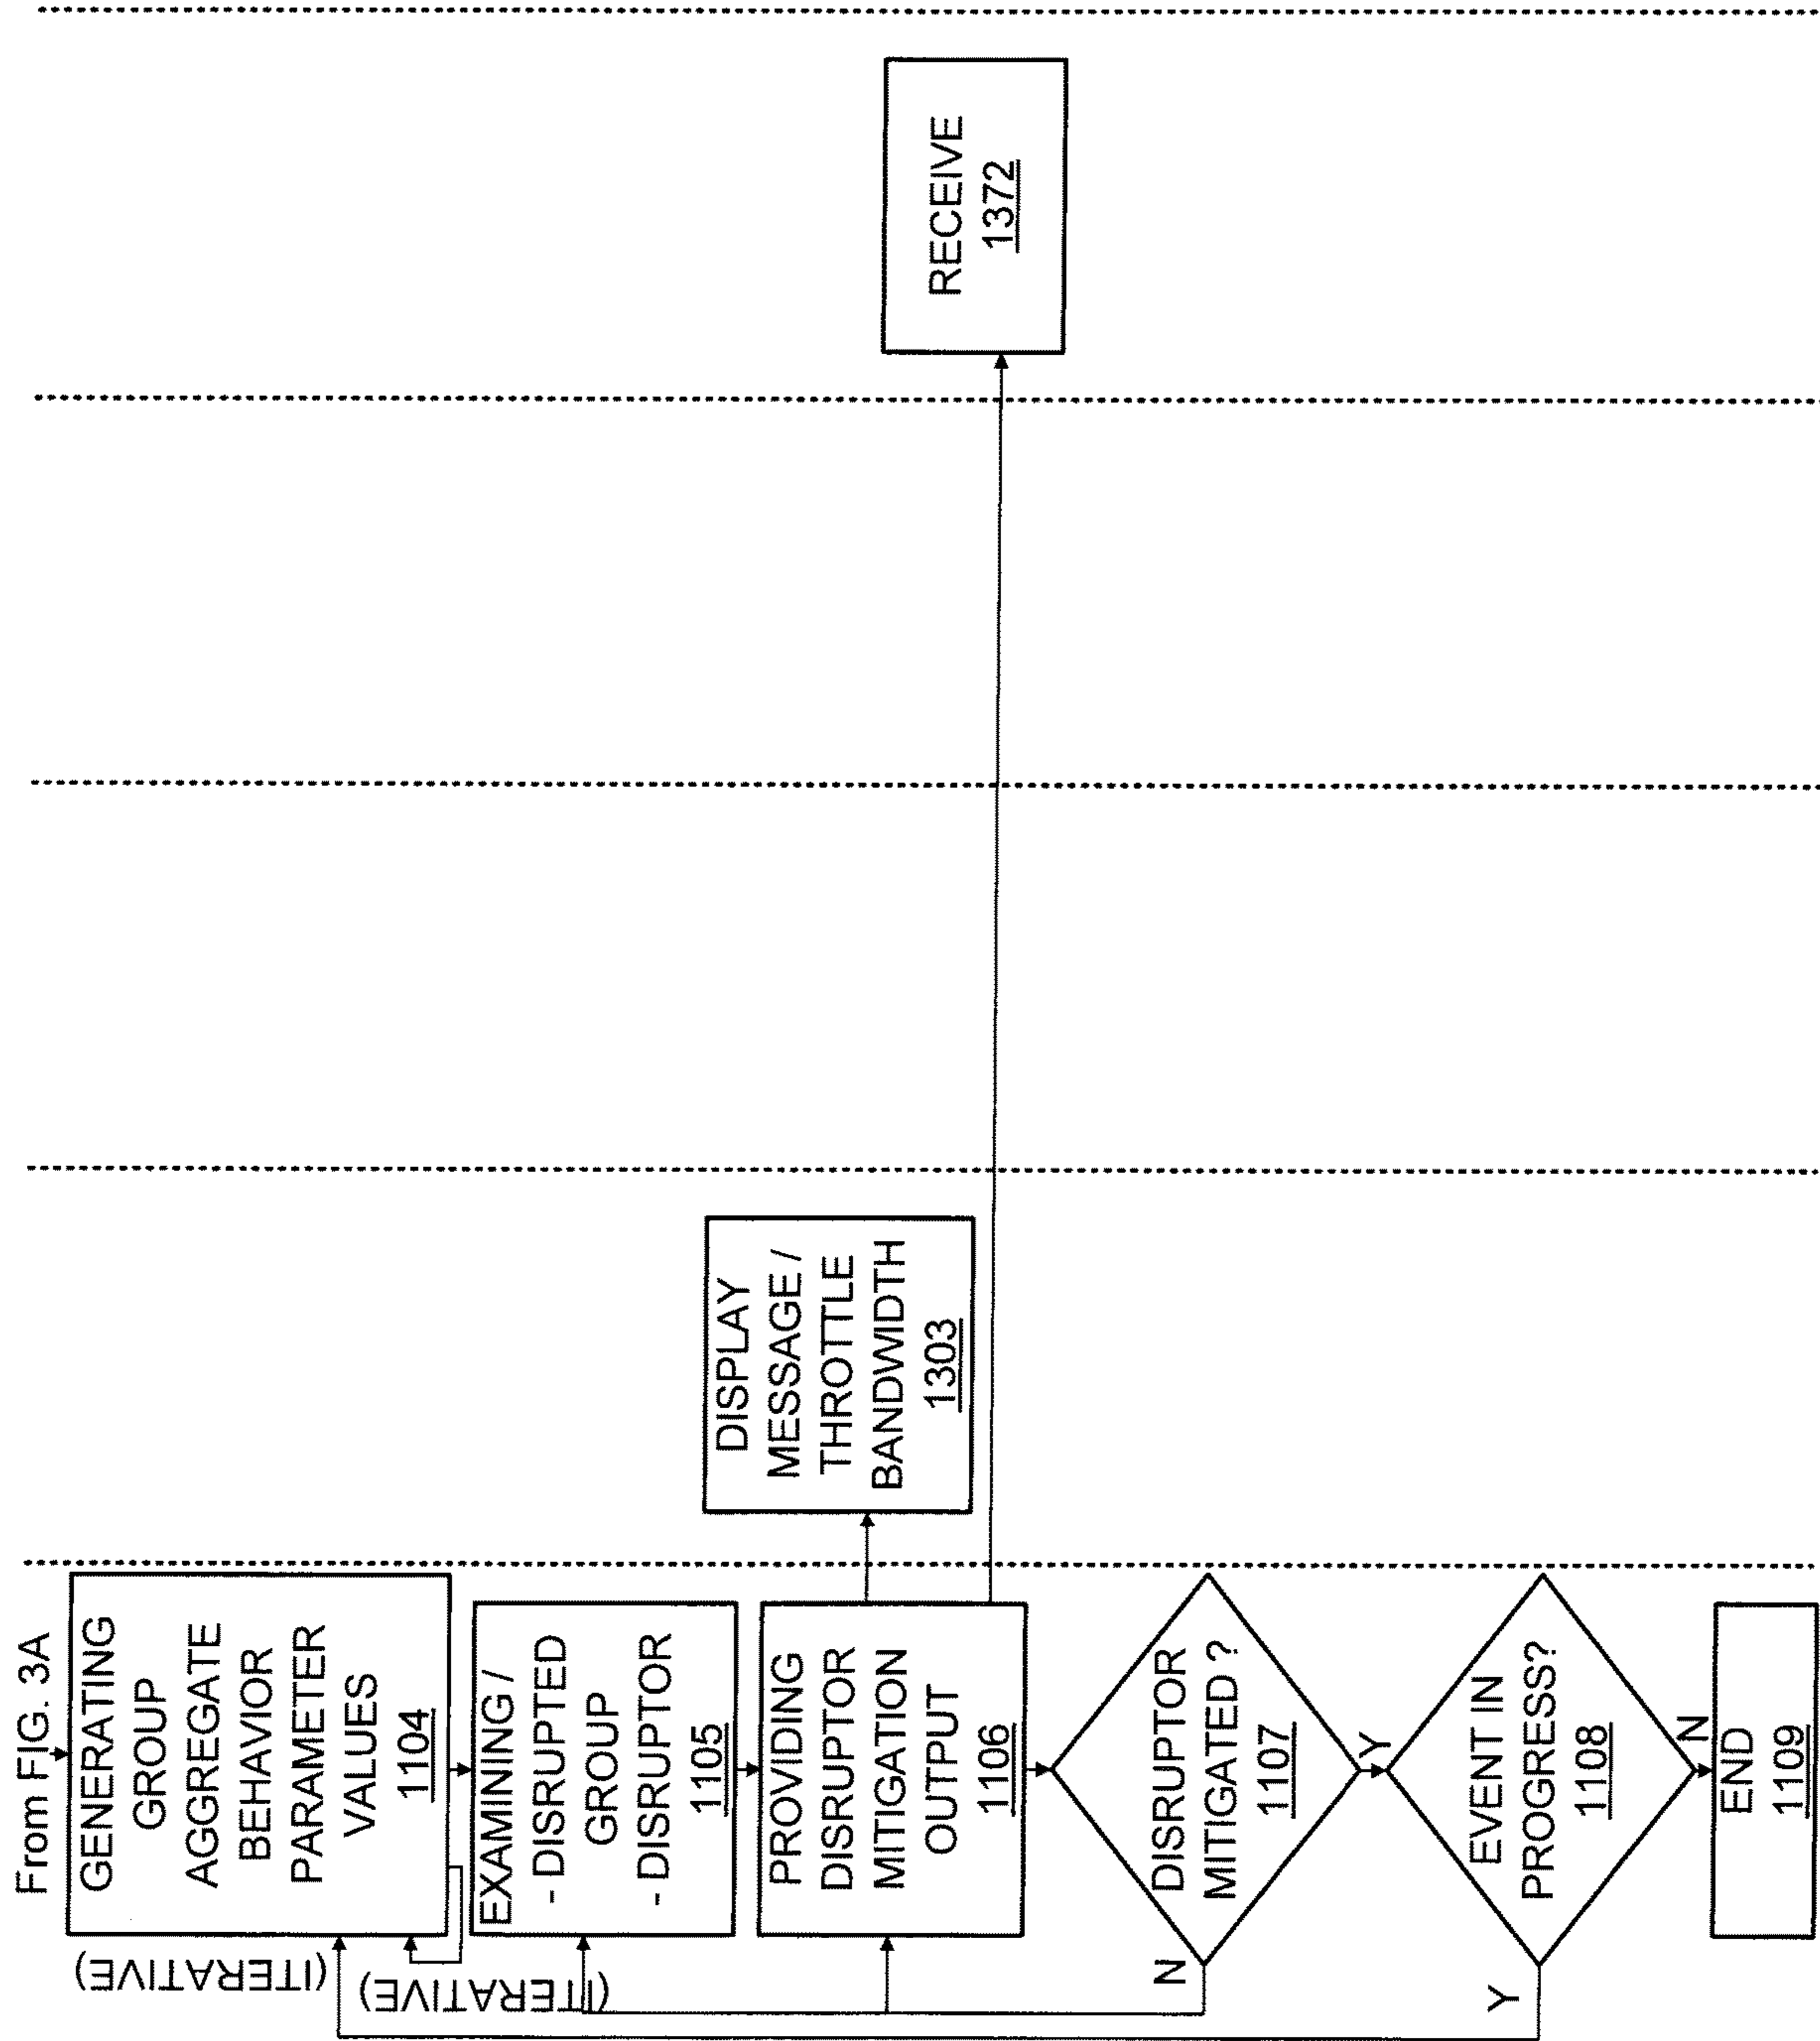 From FIG. 3A
GENERATING
GROUP
AGGREGATE
BEHAVIOR
PARAMETER
VALUES
1104
(ITERATIVE)
(ITERATIVE)
EXAMINING /
- DISRUPTED
GROUP
- DISRUPTOR
1105
PROVIDING
DISRUPTOR
MITIGATION
OUTPUT
1106
DISPLAY
MESSAGE /
THROTTLE
BANDWIDTH
1303
RECEIVE
1372
DISRUPTOR
MITIGATED ?
1107
N
Y
EVENT IN
PROGRESS?
1108
Y
N
END
1109